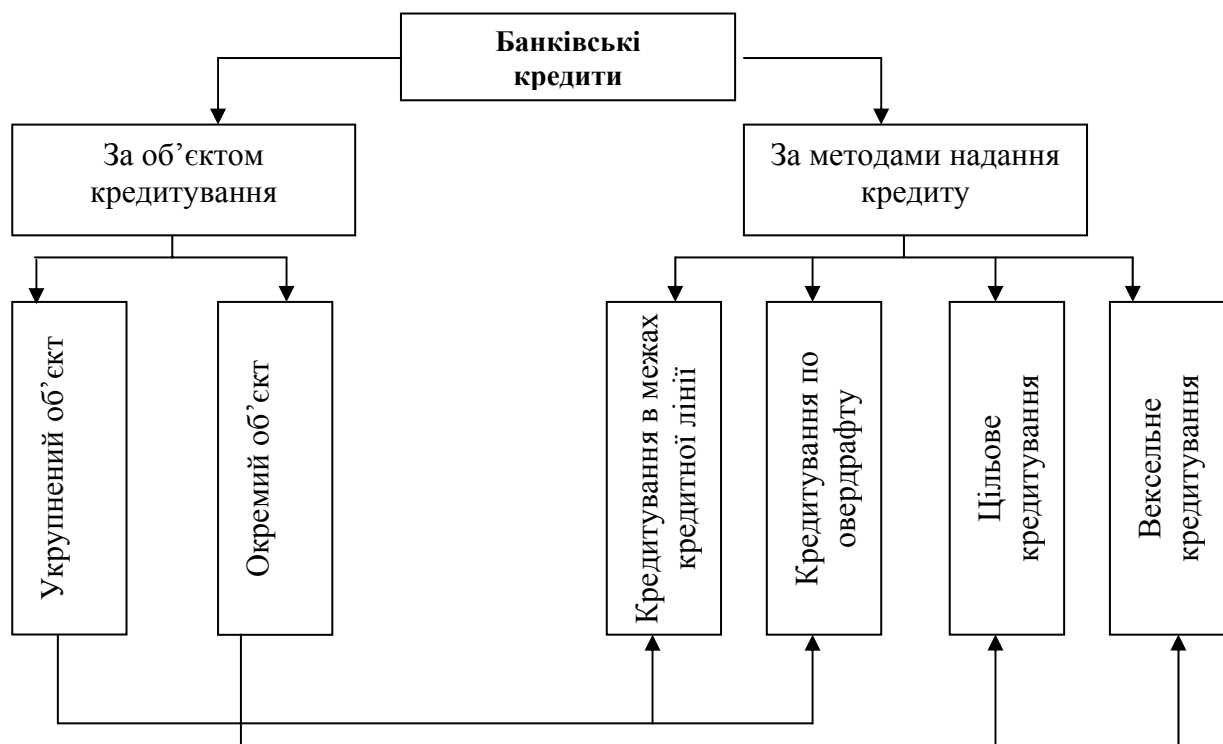 Банківські
кредити
За об’єктом
кредитування
За методами надання
кредиту
Укрупнений об’єкт
Окремий об’єкт
Кредитування в межах
кредитної лінії
Кредитування по
овердрафту
Цільове
кредитування
Вексельне
кредитування